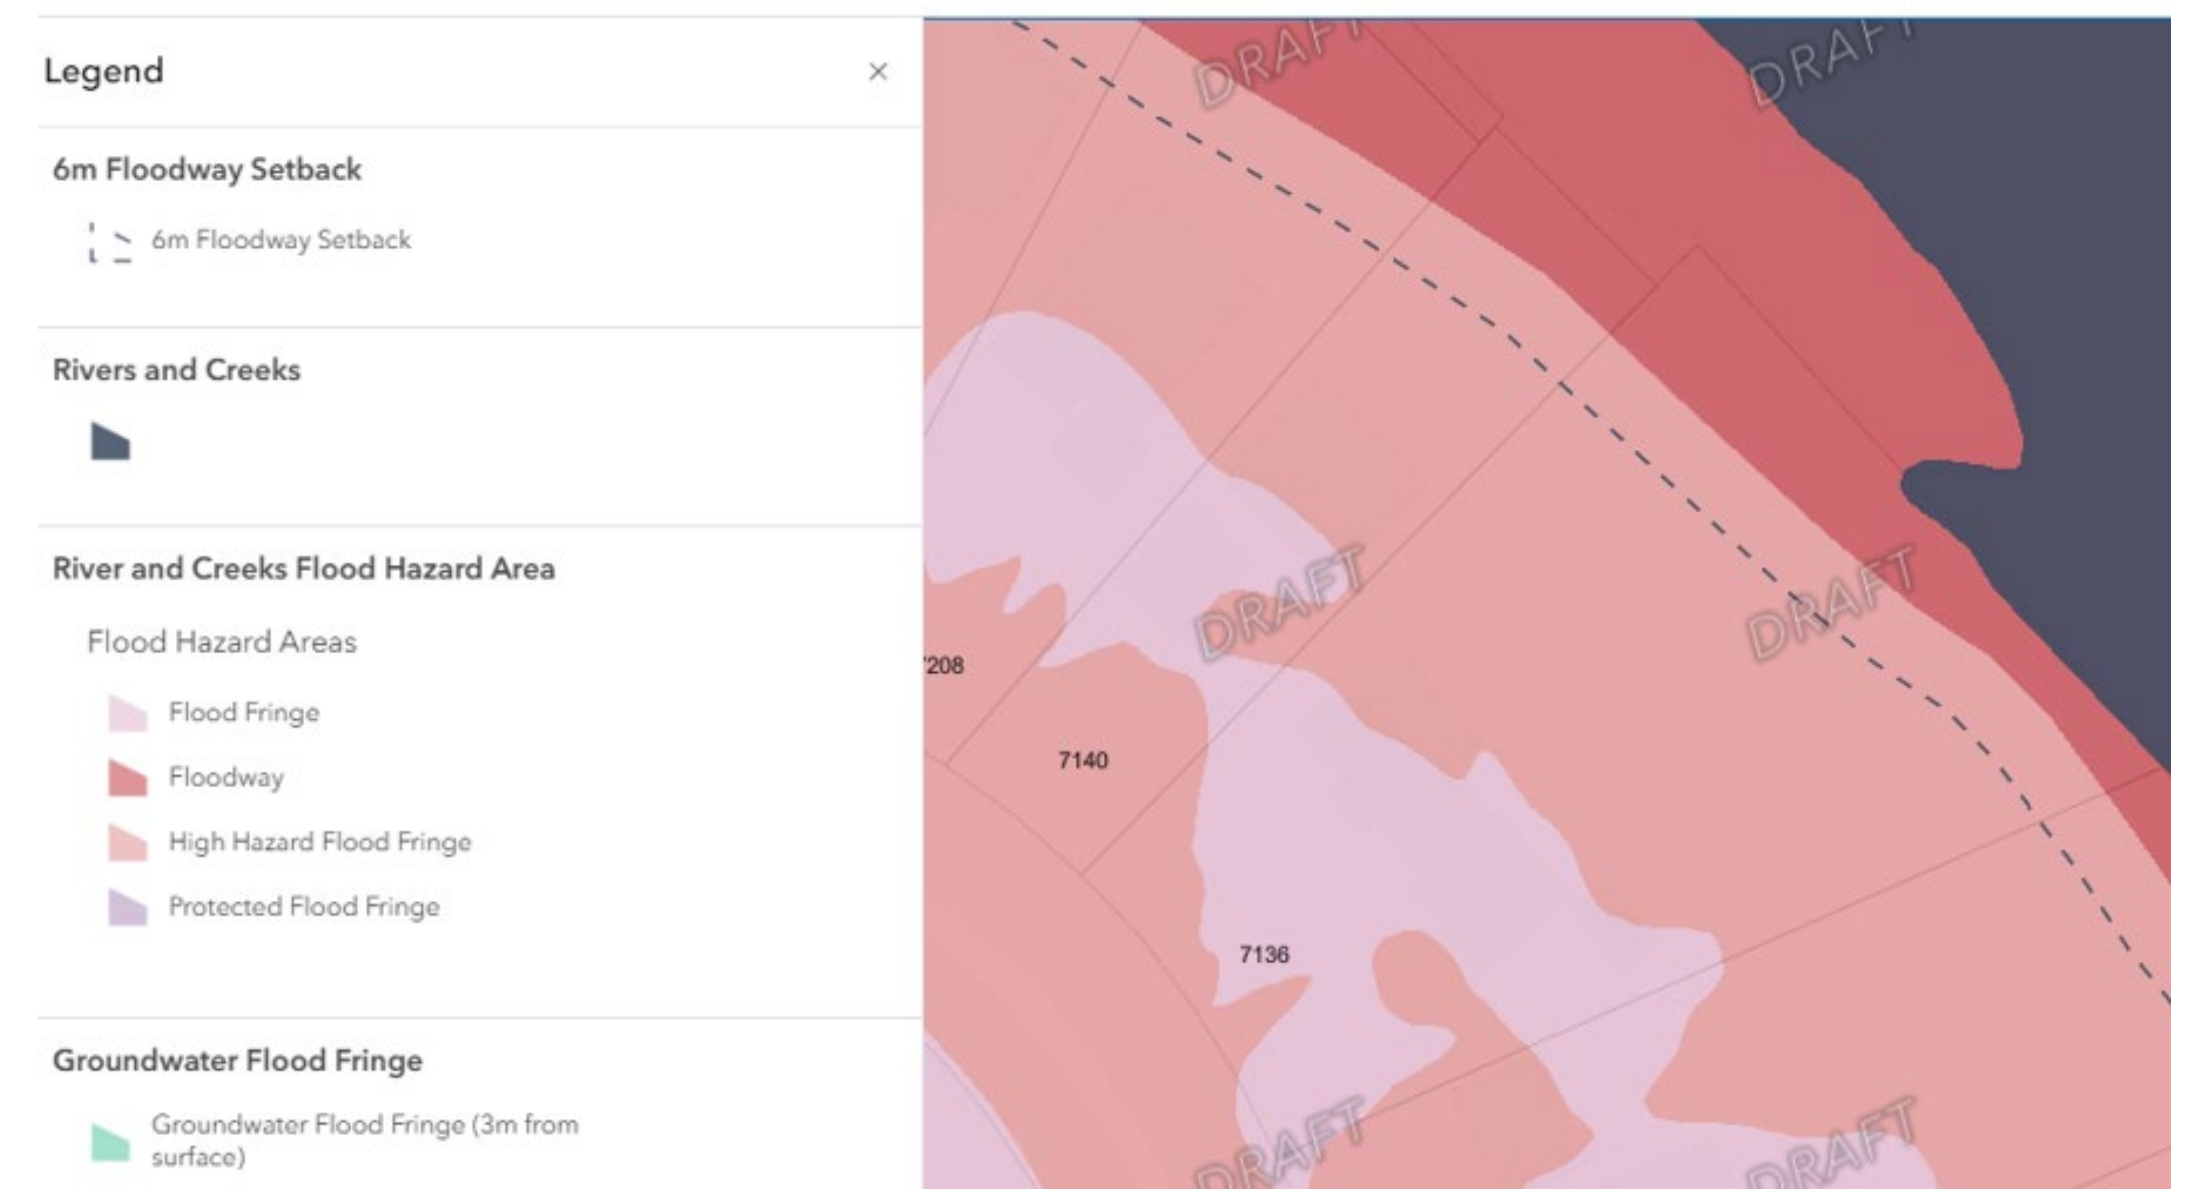 Legend
6m Floodway Setback
6m Floodway Setback
Rivers and Creeks
River and Creeks Flood Hazard Area
Flood Hazard Areas
Flood Fringe
Floodway
High Hazard Flood Fringe
Protected Flood Fringe
Groundwater Flood Fringe
Groundwater Flood Fringe (3m from
surface)
DRAFT
DRAFT
DRAFT
DRAFT
7208
7140
7136
DRAFT
DRAFT